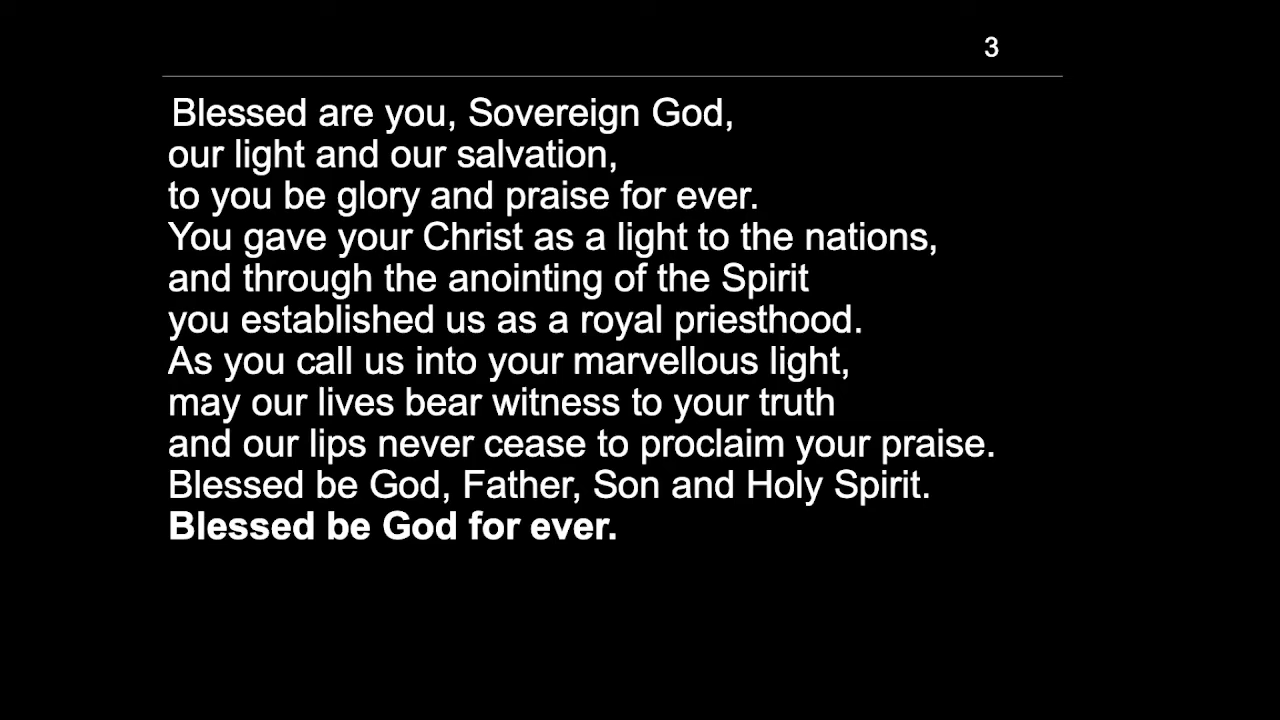 3
Blessed are you, Sovereign God,
our light and our salvation,
to you be glory and praise for ever.
You gave your Christ as a light to the nations,
and through the anointing of the Spirit
you established us as a royal priesthood.
As you call us into your marvellous light,
may our lives bear witness to your truth
and our lips never cease to proclaim your praise.
Blessed be God, Father, Son and Holy Spirit.
Blessed be God for ever.